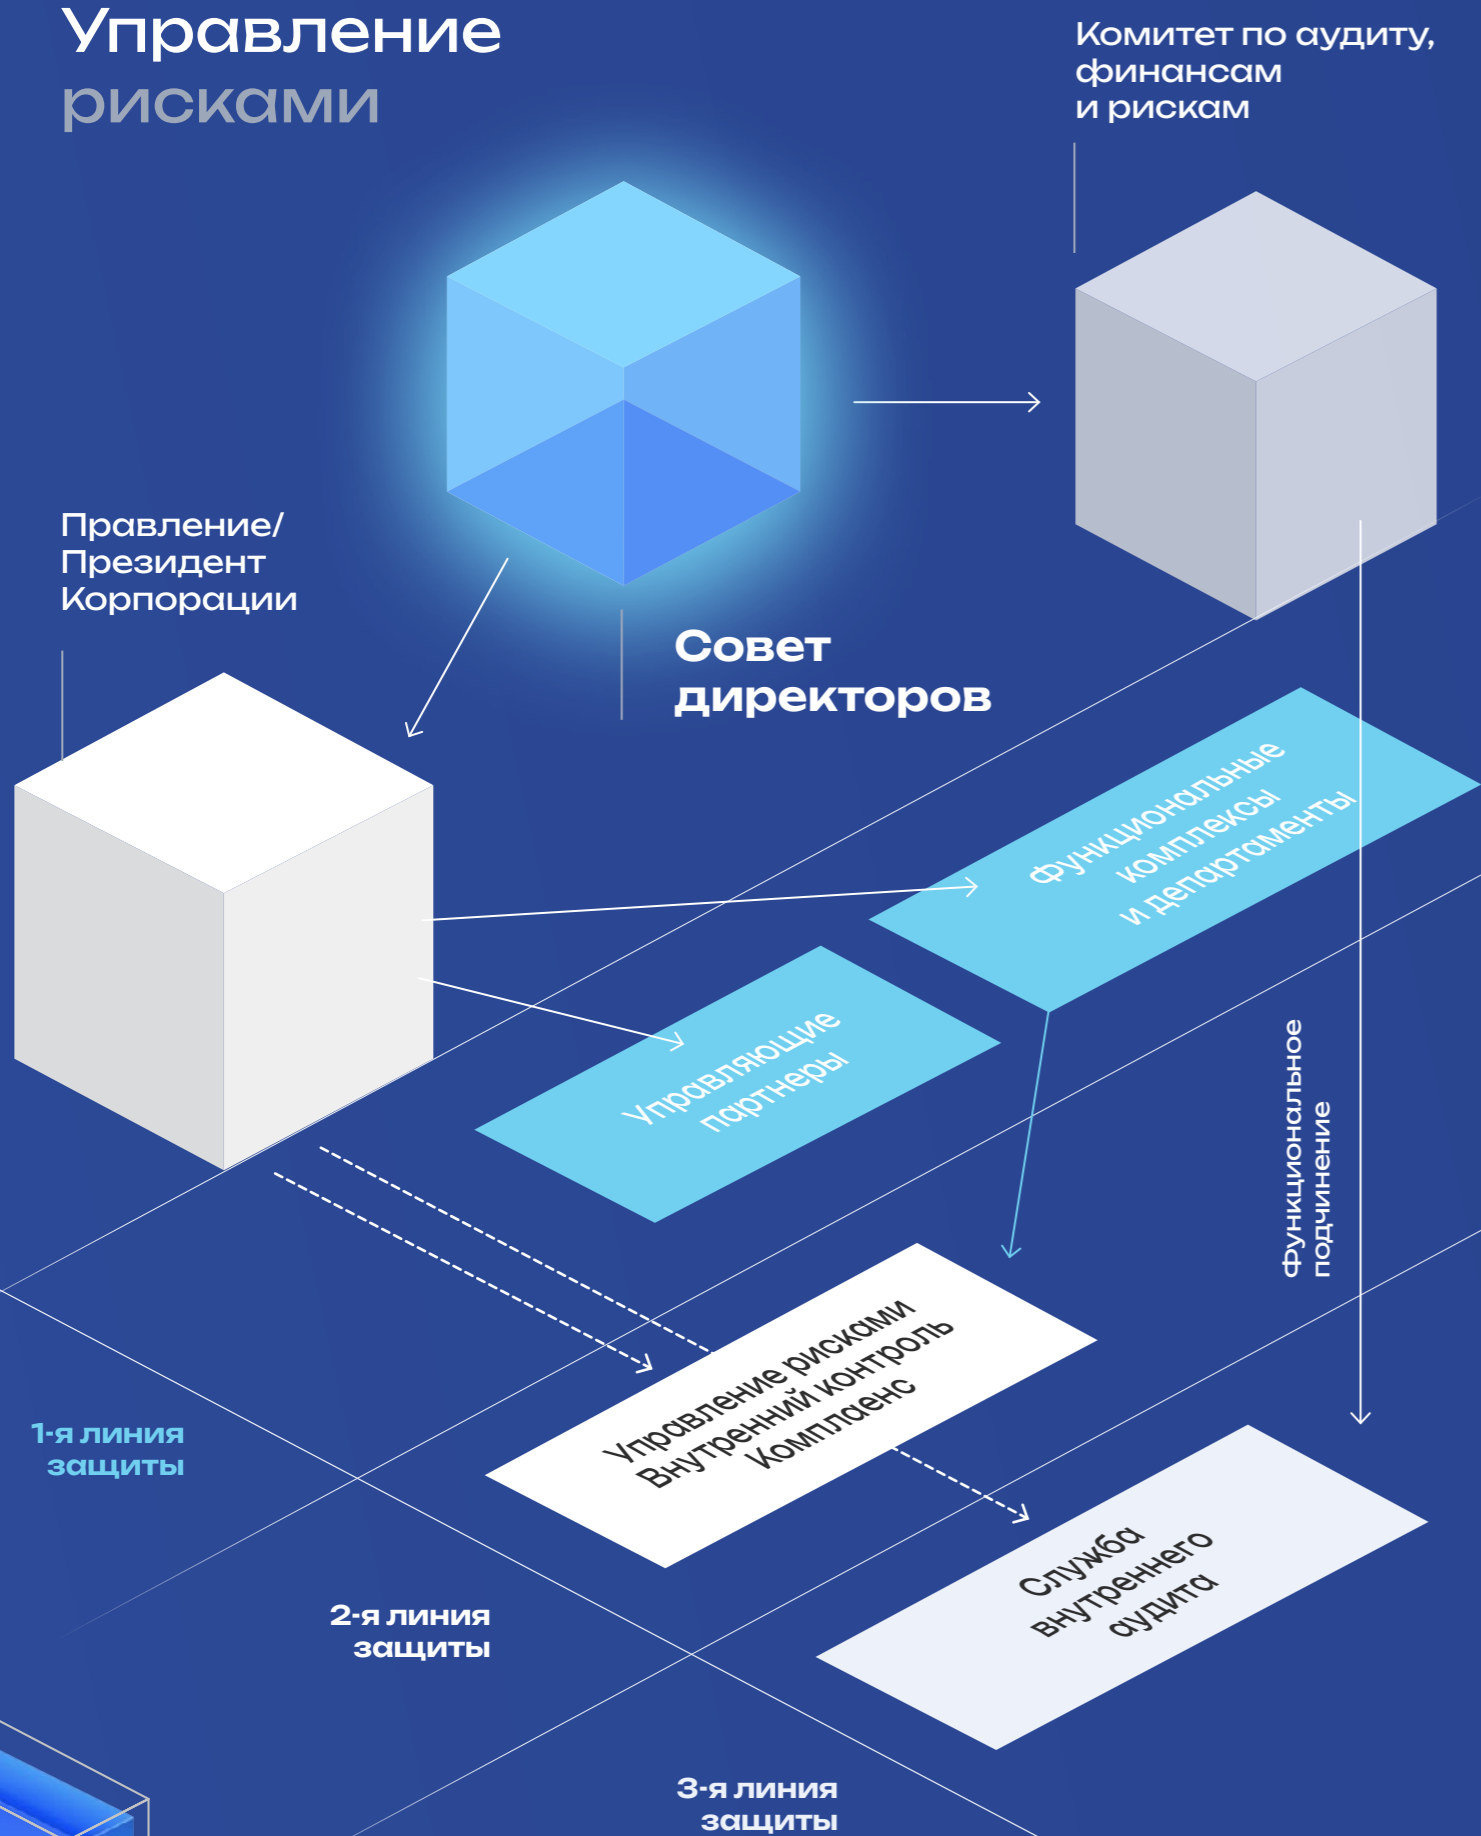 Управление
рисками
Комитет по аудиту,
финансам
и рискам
Правление/
Президент
Корпорации
Совет
директоров
Функциональные
комплексы
и департаменты
Управляющие
партнеры
Функциональное
подчинение
Управление рисками
Внутренний контроль
Комплаенс
1-я линия
защиты
Служба
внутреннего
аудита
2-я линия
защиты
3-я линия
защиты